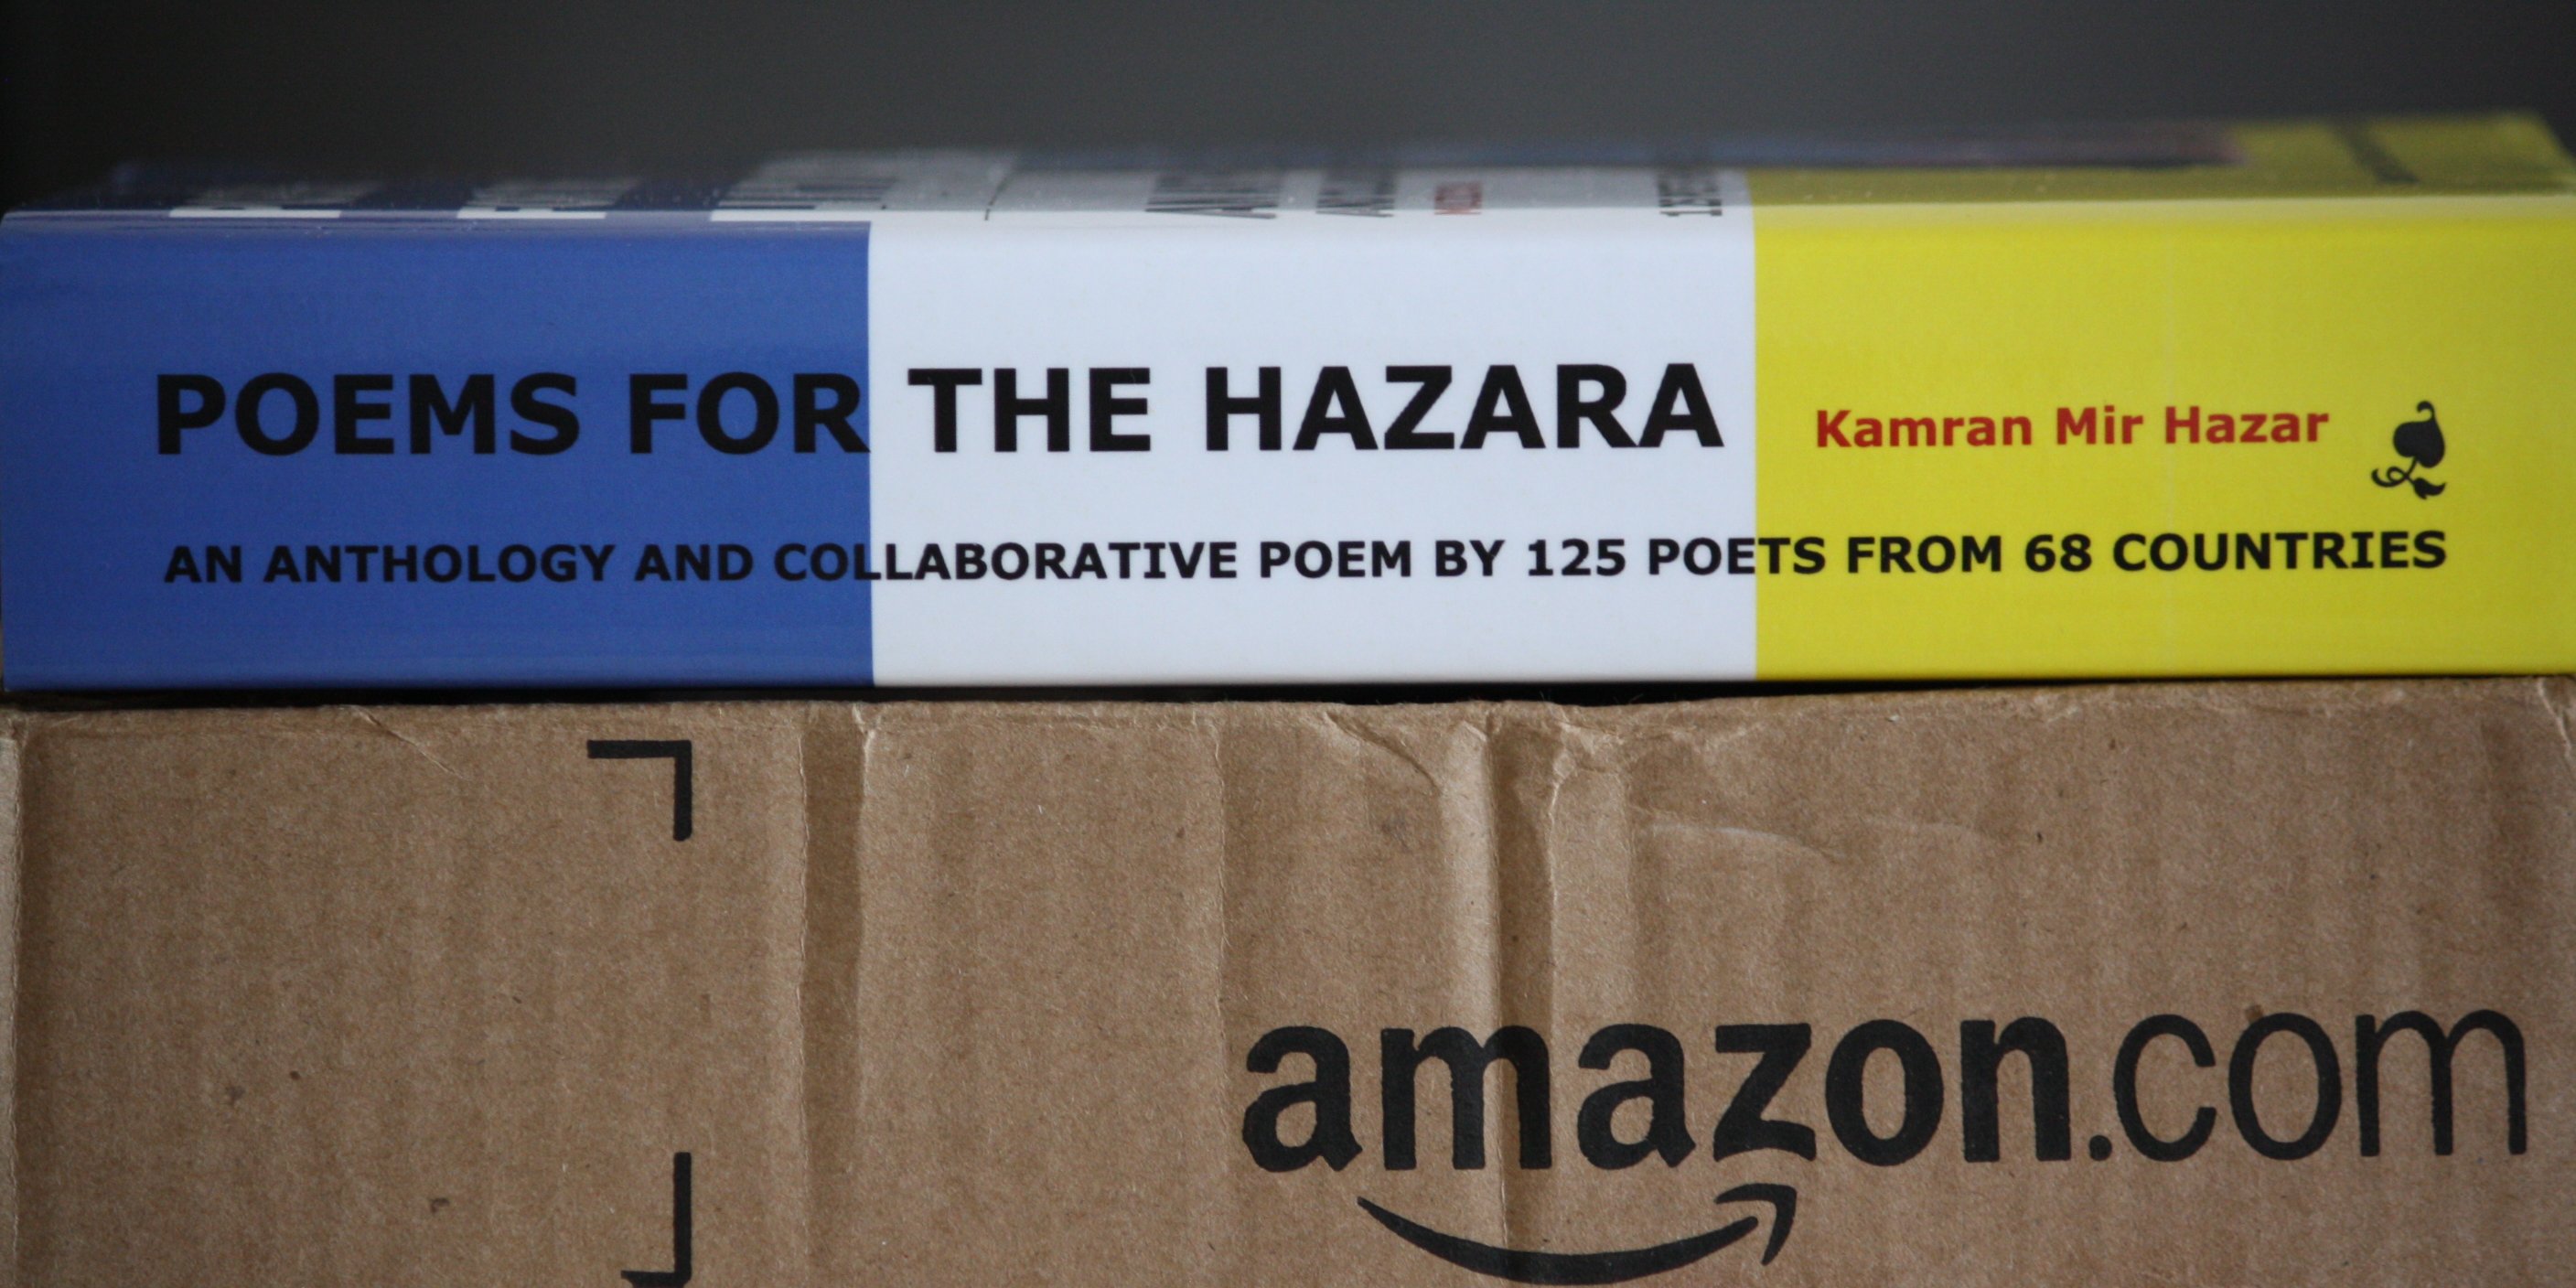 POEMS FOR THE HAZARA
Kamran Mir Hazar
AN ANTHOLOGY AND COLLABORATIVE POEM BY 125 POETS FROM 68 COUNTRIES
amazon.com